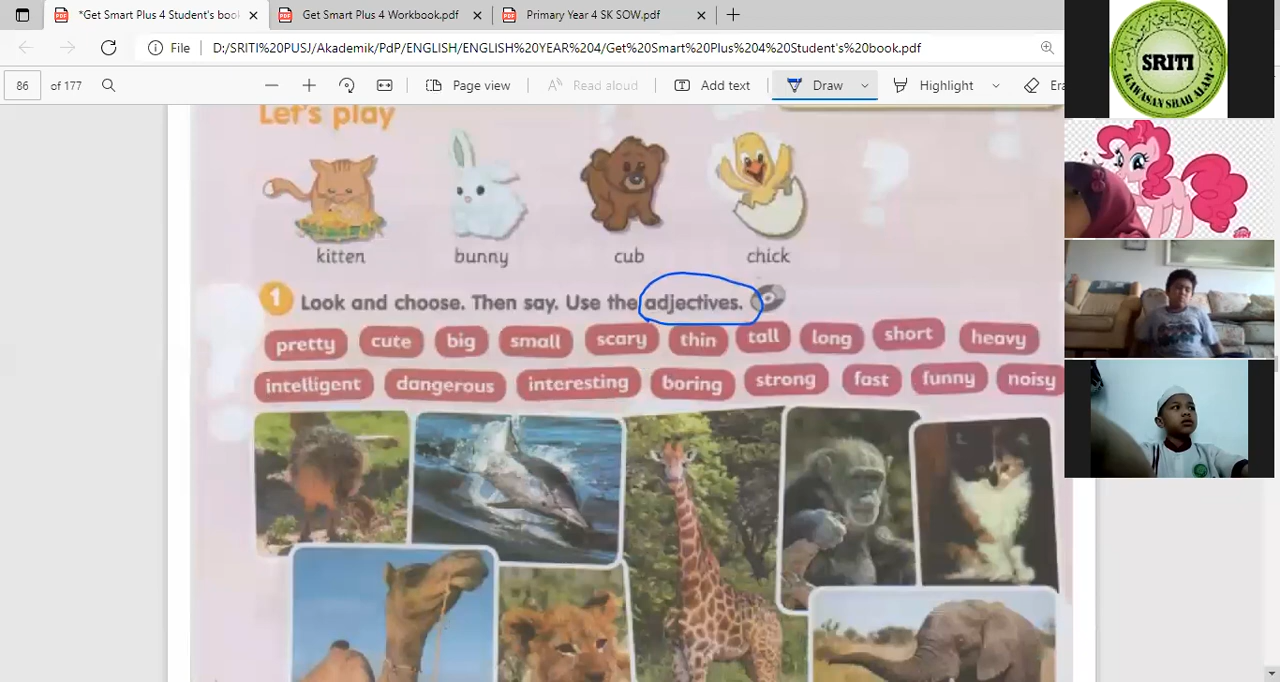 *Get Smart Plus 4 Student's bool
Get Smart Plus 4 Workbook.pdf
Primary Year 4 SK SOW.pdf
File
D:/SRITI%20RUSJ/Akademik/PdP/ENGLISH/ENGLISH%20YEAR%204/Get%20Smart%20Plus%204%20Student's%20book.pdf
86 of 177
Page view
Read aloud
Add text
Draw
Highlight
Era
SRITI
KAWASAN SHAH ALAM
Let's play
kitten bunny cub chick
1 Look and choose. Then say. Use the adjectives.
pretty cute big small scary thin tall long short heavy
intelligent dangerous interesting boring strong fast funny noisy